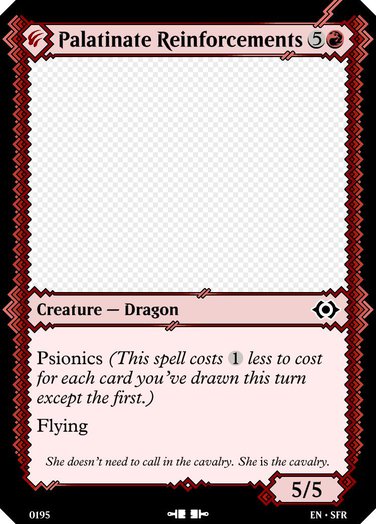 Palatinate Reinforcements 5
Creature — Dragon
Psionics (This spell costs 1 less to cost
for each card you've drawn this turn
except the first.)
Flying
She doesn't need to call in the cavalry. She is the cavalry.
5/5
0195 EN • SFR